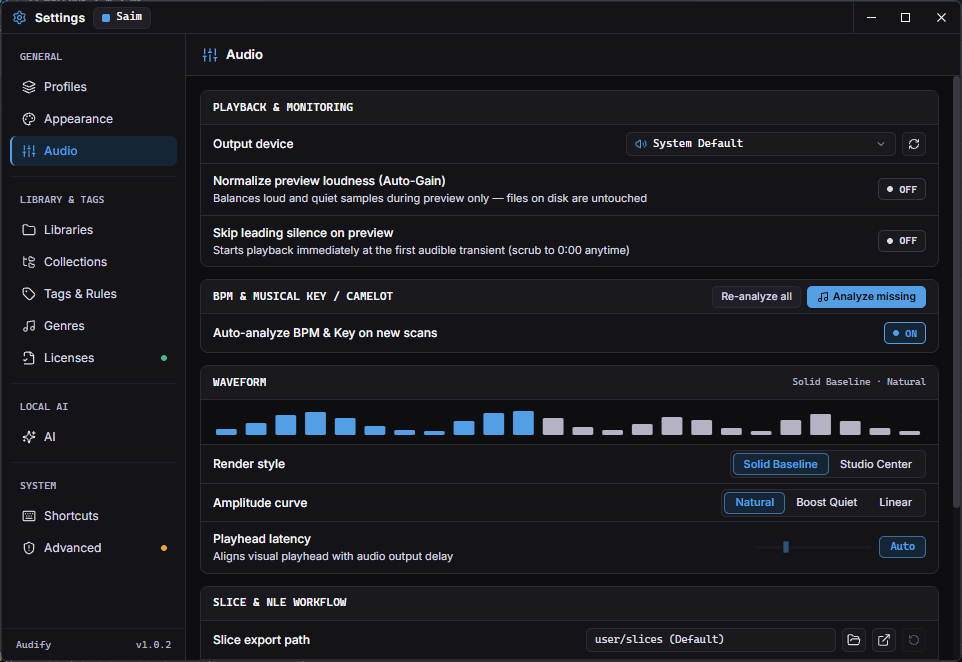 Settings Saim
GENERAL
Profiles
Appearance
Audio
LIBRARY & TAGS
Libraries
Collections
Tags & Rules
Genres
Licenses
LOCAL AI
AI
SYSTEM
Shortcuts
Advanced
Audify v1.0.2
Audio
PLAYBACK & MONITORING
Output device System Default
Normalize preview loudness (Auto-Gain)
Balances loud and quiet samples during preview only — files on disk are untouched
OFF
Skip leading silence on preview
Starts playback immediately at the first audible transient (scrub to 0:00 anytime)
OFF
BPM & MUSICAL KEY / CAMELOT Re-analyze all Analyze missing
Auto-analyze BPM & Key on new scans ON
WAVEFORM Solid Baseline · Natural
Render style Solid Baseline Studio Center
Amplitude curve Natural Boost Quiet Linear
Playhead latency
Aligns visual playhead with audio output delay
Auto
SLICE & NLE WORKFLOW
Slice export path user/slices (Default)